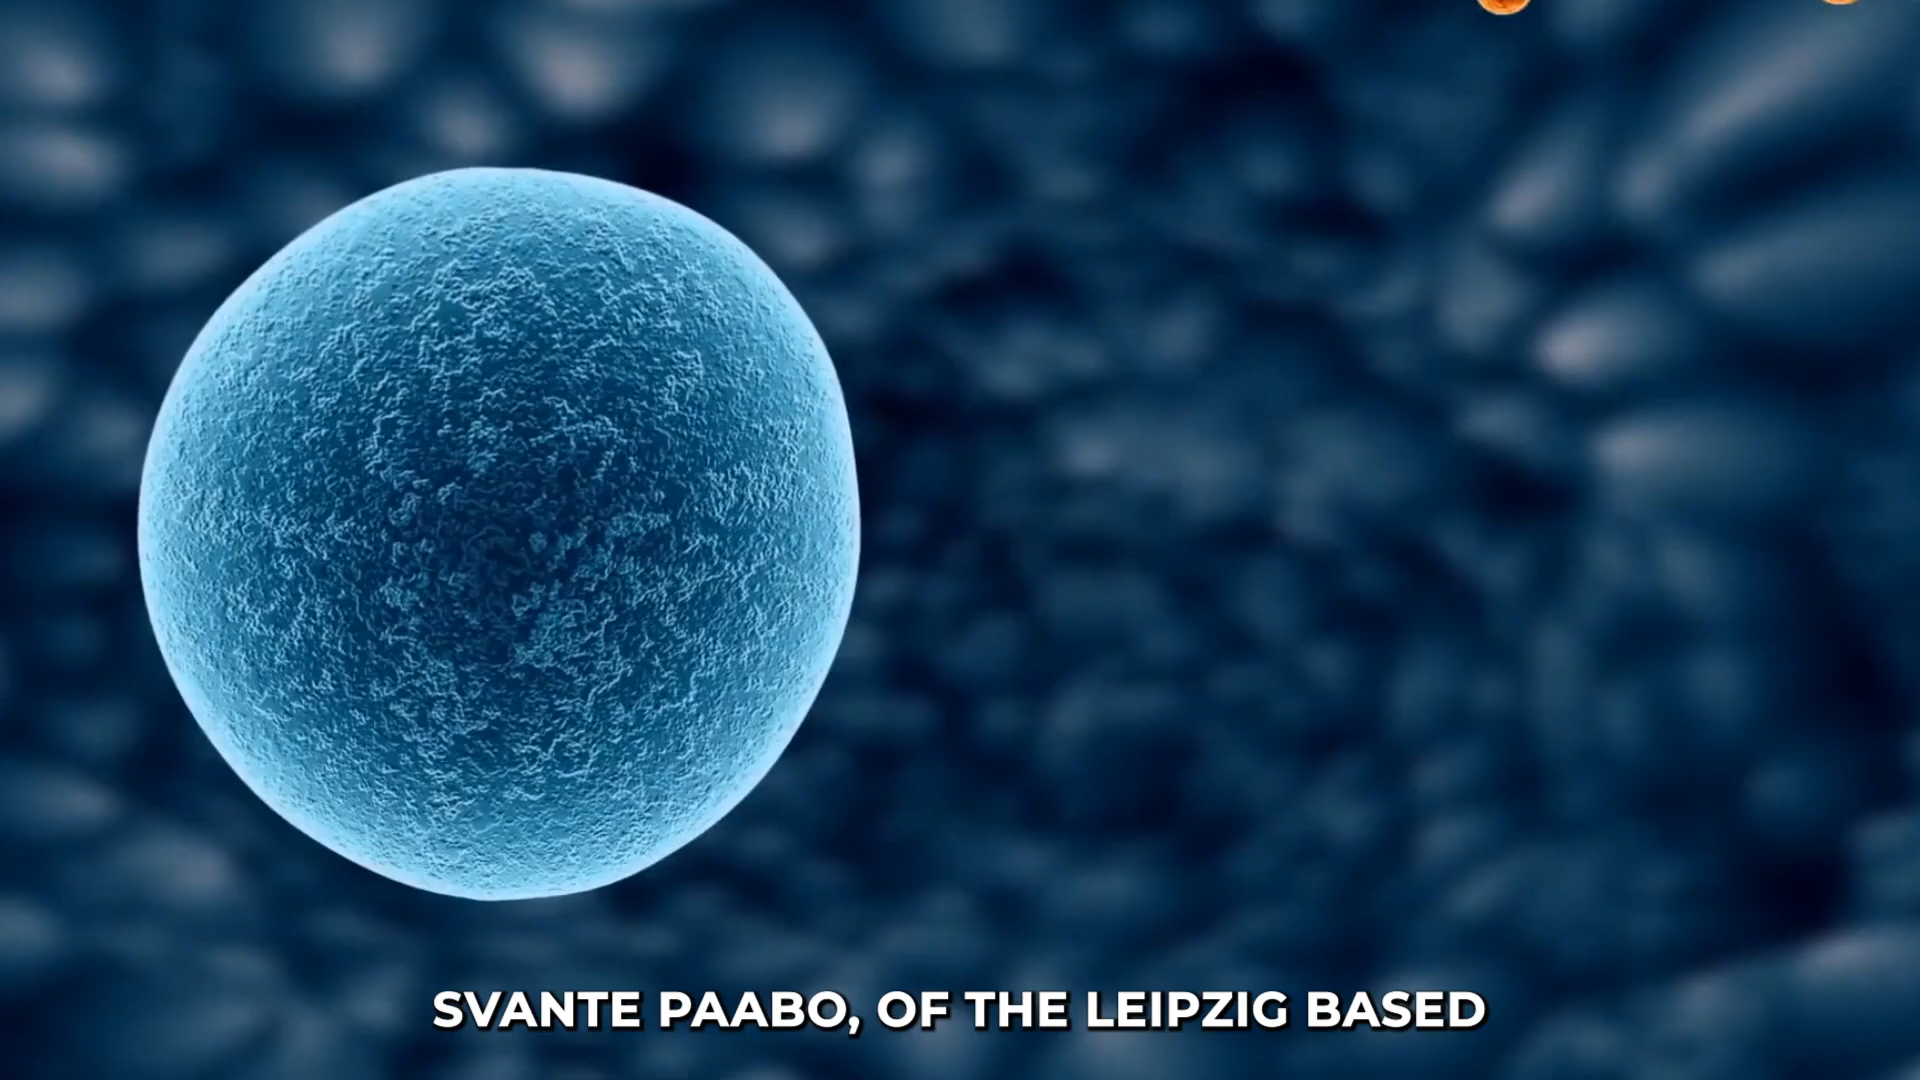 SVANTE PAABO, OF THE LEIPZIG BASED